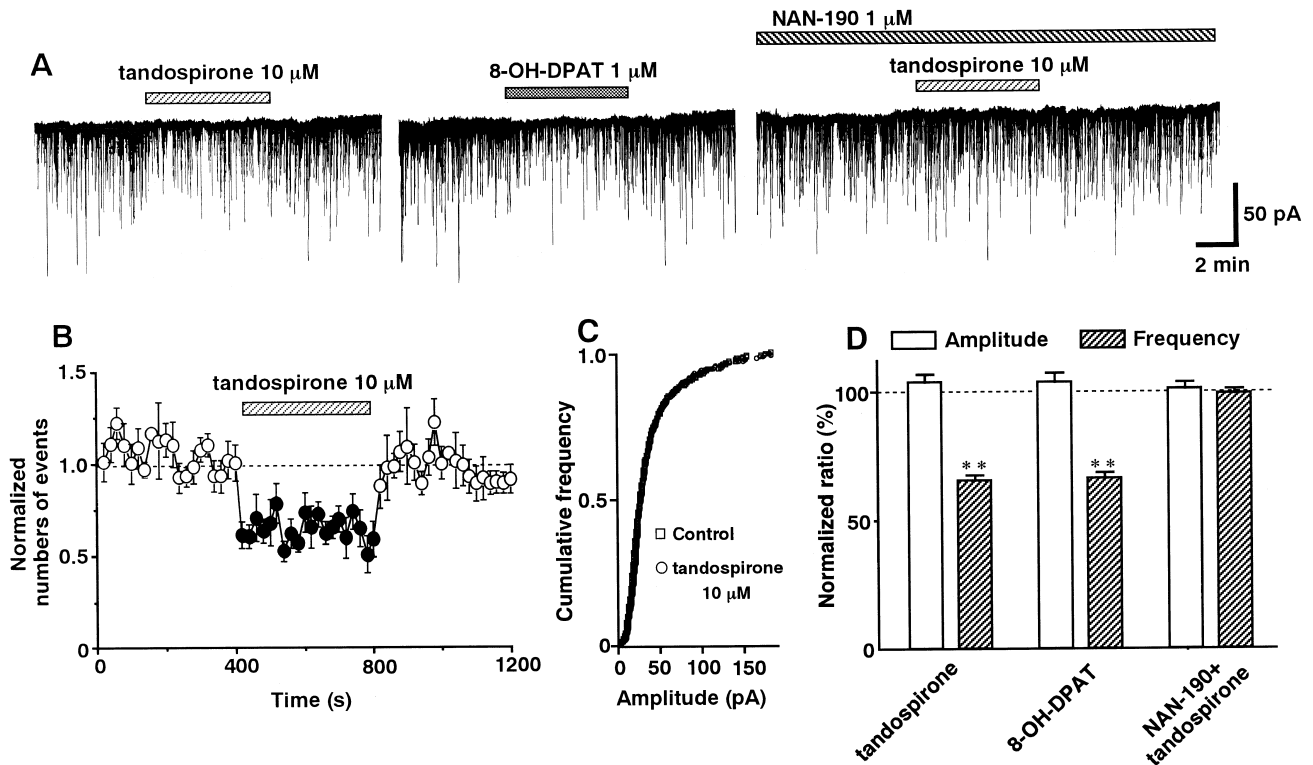 A
tandospirone 10 μM
8-OH-DPAT 1 μM
NAN-190 1 μM
tandospirone 10 μM
50 pA
2 min
B
tandospirone 10 μM
Normalized
numbers of events
1.5
1.0
0.5
0
0 400 800 1200
Time (s)
C
Cumulative frequency
1.0
0.5
0
Control
tandospirone
10 μM
0 50 100 150
Amplitude (pA)
D
Amplitude
Frequency
Normalized ratio (%)
100
50
0
**
**
tandospirone
8-OH-DPAT
NAN-190+
tandospirone